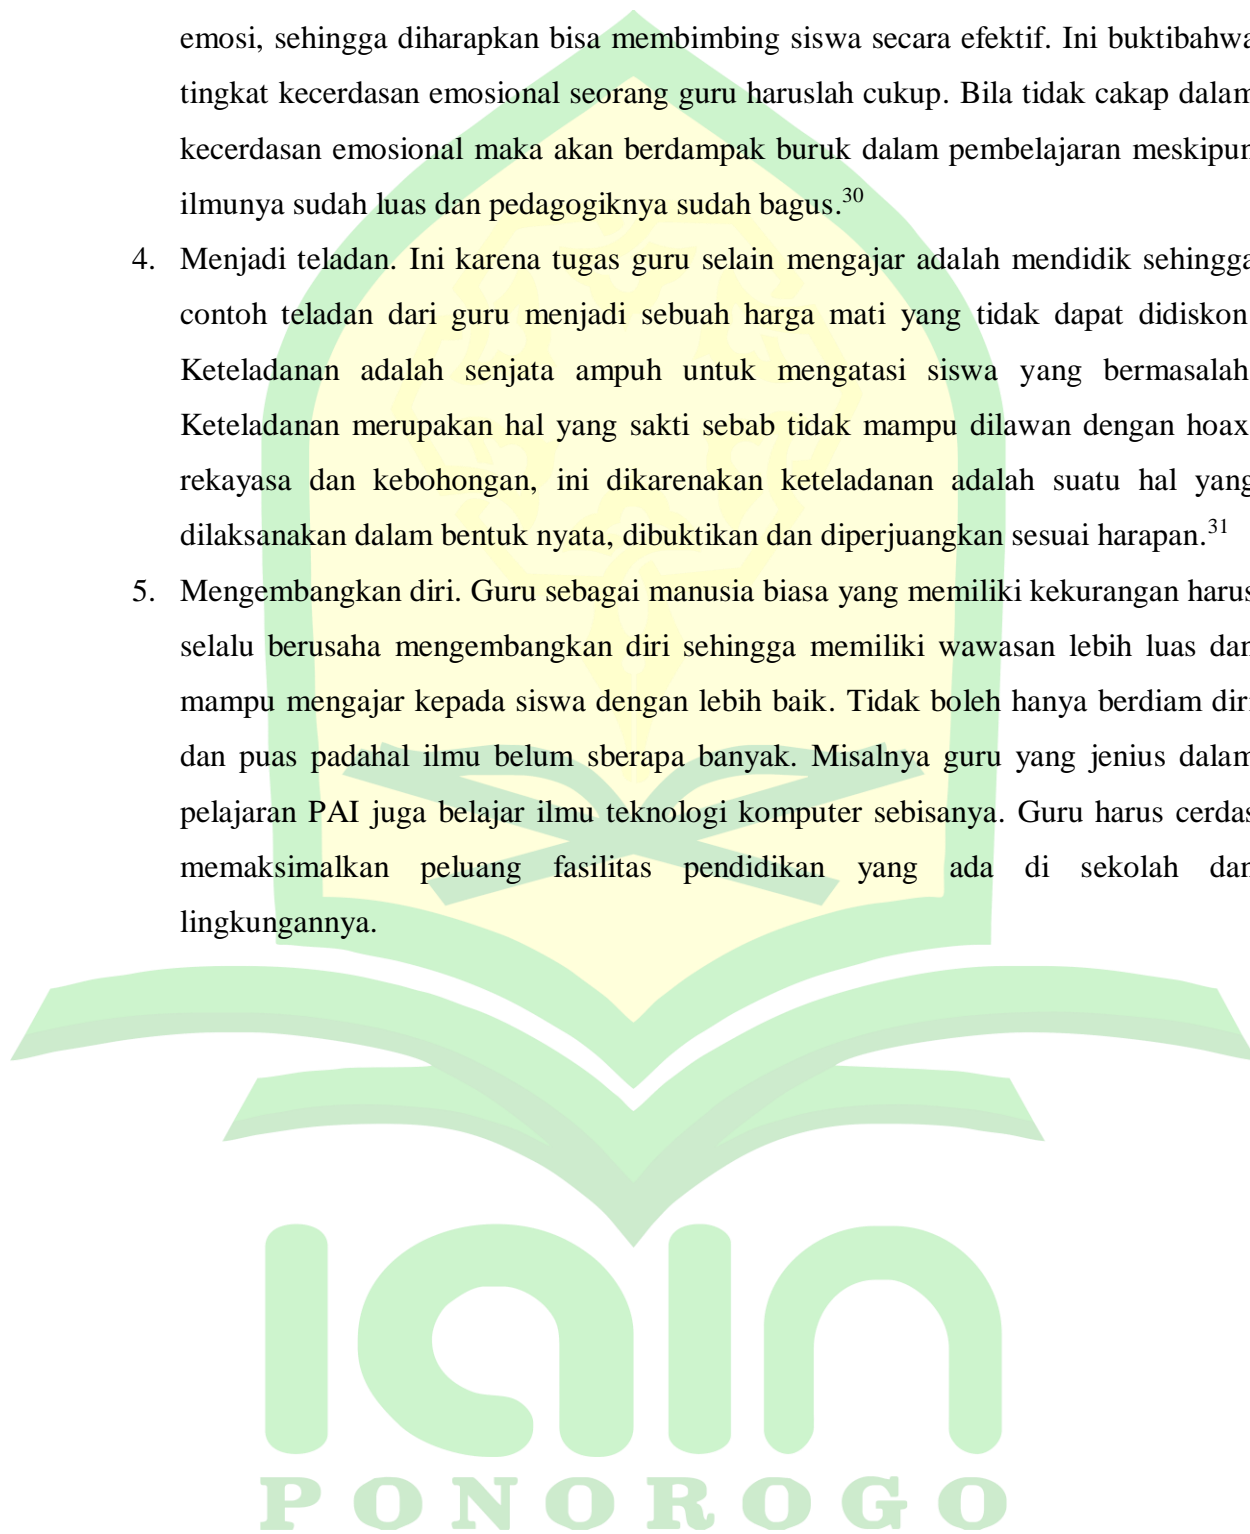 emosi, sehingga diharapkan bisa membimbing siswa secara efektif. Ini buktibahwa
tingkat kecerdasan emosional seorang guru haruslah cukup. Bila tidak cakap dalam
kecerdasan emosional maka akan berdampak buruk dalam pembelajaran meskipun
ilmunya sudah luas dan pedagogiknya sudah bagus.30
4. Menjadi teladan. Ini karena tugas guru selain mengajar adalah mendidik sehingga
contoh teladan dari guru menjadi sebuah harga mati yang tidak dapat didiskon
Keteladanan adalah senjata ampuh untuk mengatasi siswa yang bermasalah
Keteladanan merupakan hal yang sakti sebab tidak mampu dilawan dengan hoax
rekayasa dan kebohongan, ini dikarenakan keteladanan adalah suatu hal yang
dilaksanakan dalam bentuk nyata, dibuktikan dan diperjuangkan sesuai harapan.31
5. Mengembangkan diri. Guru sebagai manusia biasa yang memiliki kekurangan harus
selalu berusaha mengembangkan diri sehingga memiliki wawasan lebih luas dan
mampu mengajar kepada siswa dengan lebih baik. Tidak boleh hanya berdiam diri
dan puas padahal ilmu belum sberapa banyak. Misalnya guru yang jenius dalam
pelajaran PAI juga belajar ilmu teknologi komputer sebisanya. Guru harus cerdas
memaksimalkan peluang fasilitas pendidikan yang ada di sekolah dan
lingkungannya.
IAIN
PONOROGO